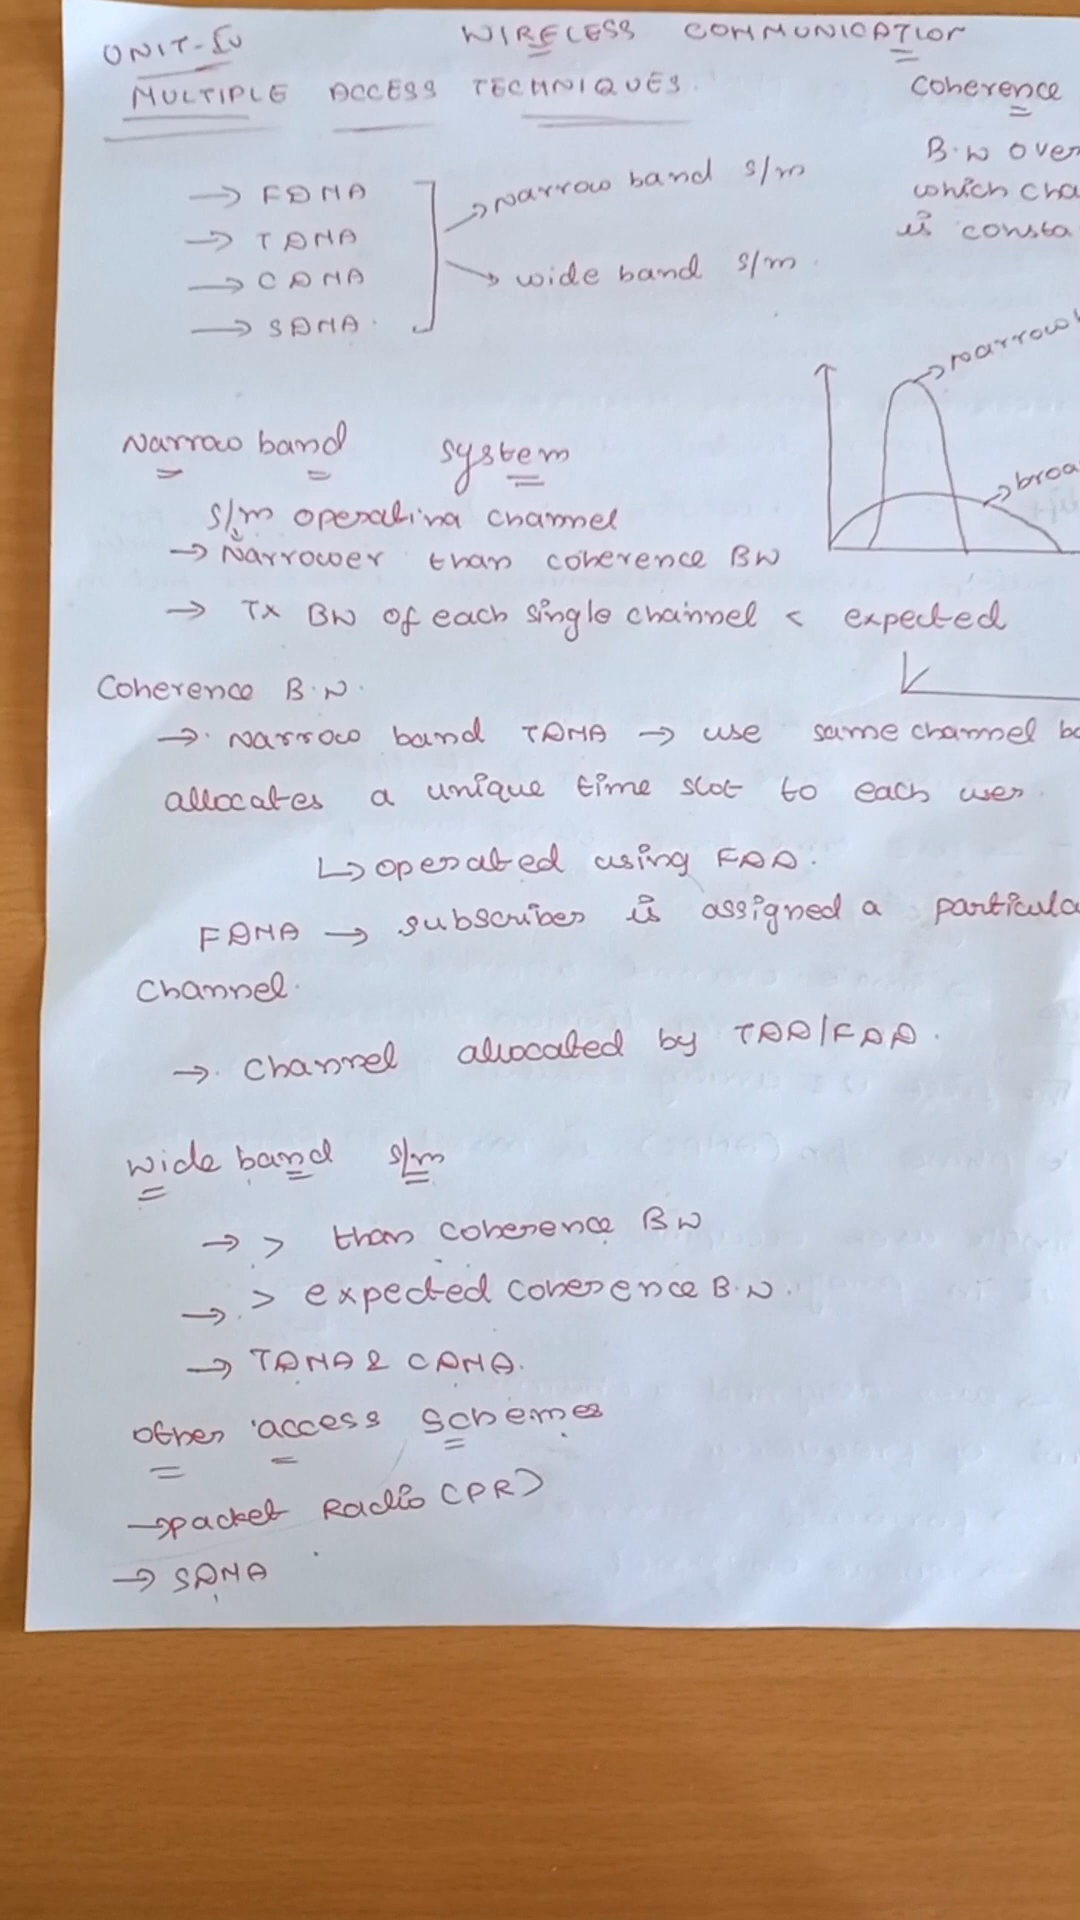 UNIT-IV WIRELESS COMMUNICATION
MULTIPLE ACCESS TECHNIQUES.
Coherence
B.W over
which cha
is consta
→ FDMA
→ TDMA
→ CDMA
→ SDMA.
→ Narrow band s/m
→ wide band s/m
→ Narrow
→ broa
Narrow band system
s/m operating channel
→ Narrower than coherence BW
→ TX BW of each single channel < expected
Coherence B.W.
→ Narrow band TDMA → use same channel b
allocates a unique time slot to each user.
↳ operated using FDD.
FDMA → subscriber is assigned a particula
channel.
→ channel allocated by TDD/FDD.
Wide band s/m
→ > than coherence BW
→ > expected coherence B.W.
→ TDMA & CDMA.
other access schemes
→ packet Radio (PR)
→ SDMA